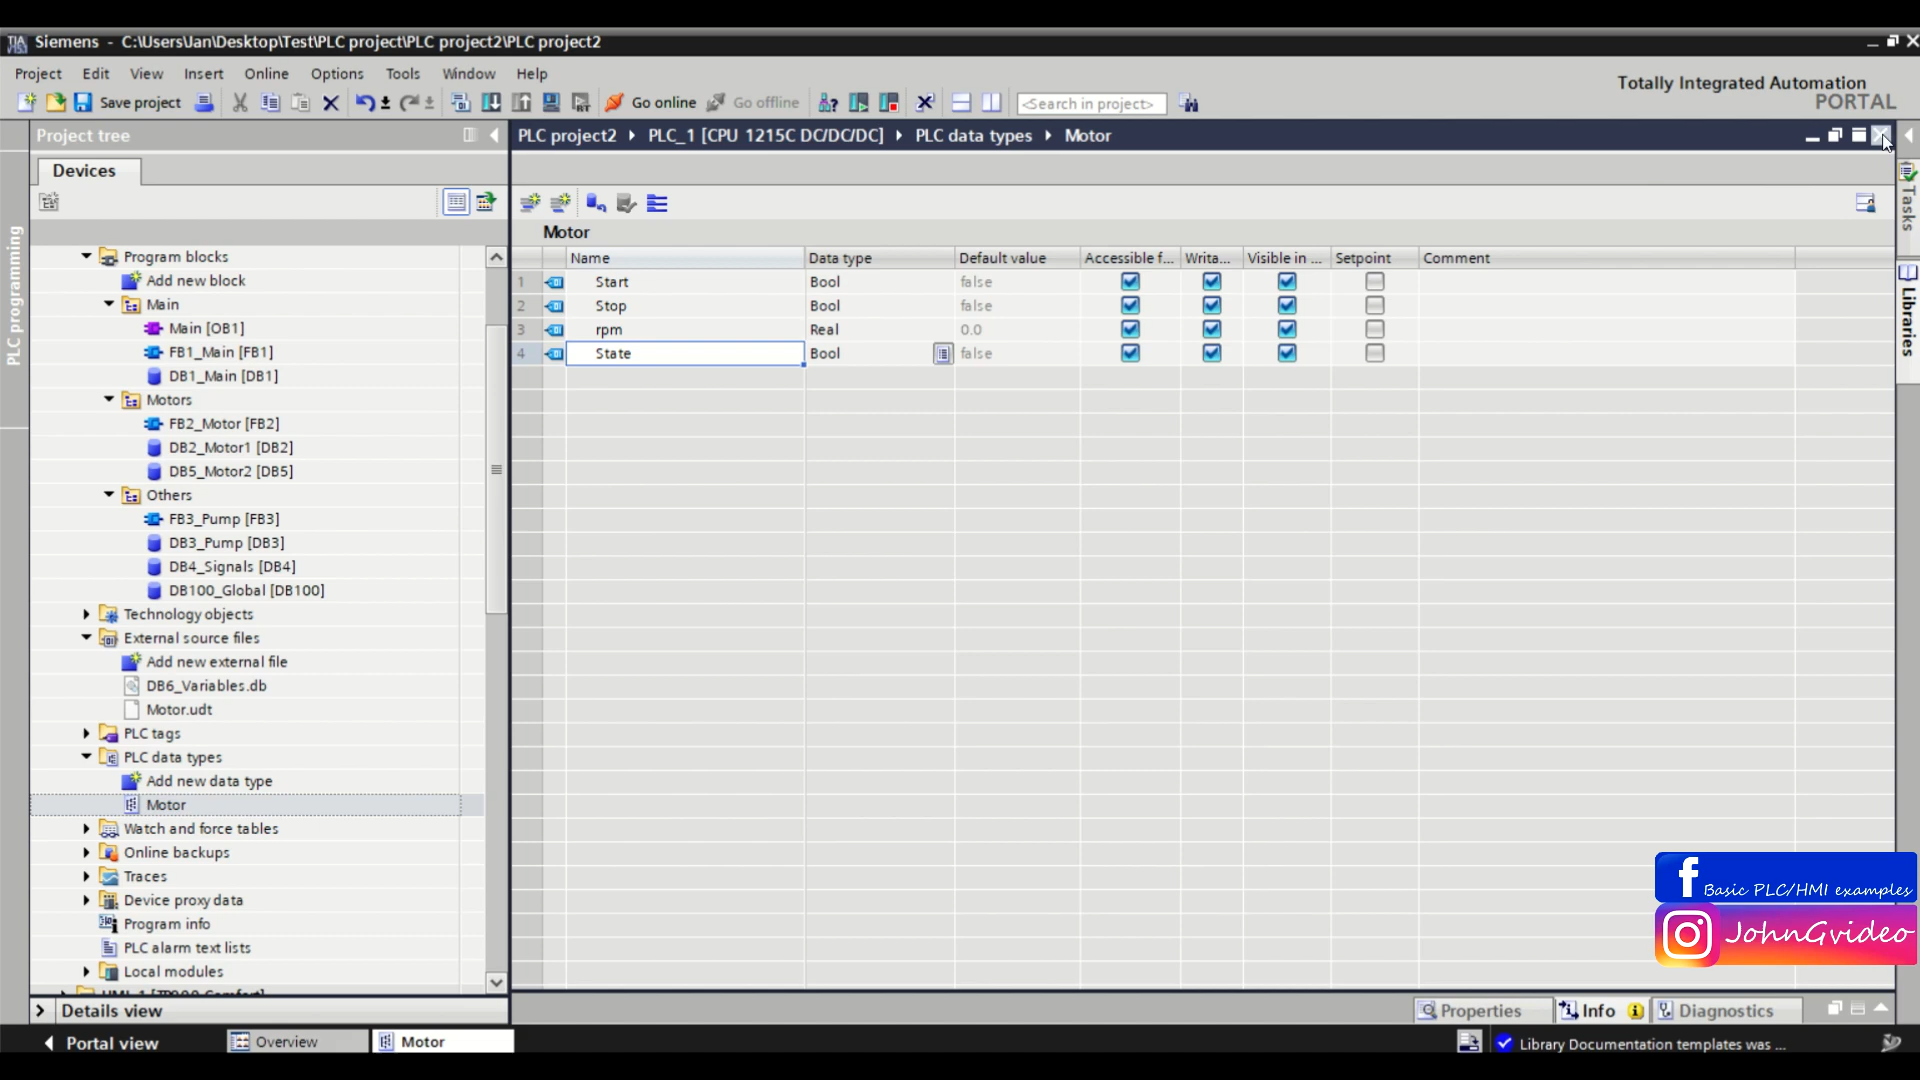 Siemens - C:\Users\Jan\Desktop\Test\PLC project\PLC project2\PLC project2
Project Edit View Insert Online Options Tools Window Help
Totally Integrated Automation
PORTAL
Save project Go online Go offline <Search in project>
Project tree
PLC project2 PLC_1 [CPU 1215C DC/DC/DC] PLC data types Motor
Devices
PLC programming
Tasks
Libraries
Program blocks
Add new block
Main
Main [OB1]
FB1_Main [FB1]
DB1_Main [DB1]
Motors
FB2_Motor [FB2]
DB2_Motor1 [DB2]
DB5_Motor2 [DB5]
Others
FB3_Pump [FB3]
DB3_Pump [DB3]
DB4_Signals [DB4]
DB100_Global [DB100]
Technology objects
External source files
Add new external file
DB6_Variables.db
Motor.udt
PLC tags
PLC data types
Add new data type
Motor
Watch and force tables
Online backups
Traces
Device proxy data
Program info
PLC alarm text lists
Local modules
Details view
Motor
Name Data type Default value Accessible f... Writa... Visible in ... Setpoint Comment
1 Start Bool false
2 Stop Bool false
3 rpm Real 0.0
4 State Bool false
Basic PLC/HMI examples
JohnGvideo
Properties Info Diagnostics
Portal view Overview Motor
Library Documentation templates was ...